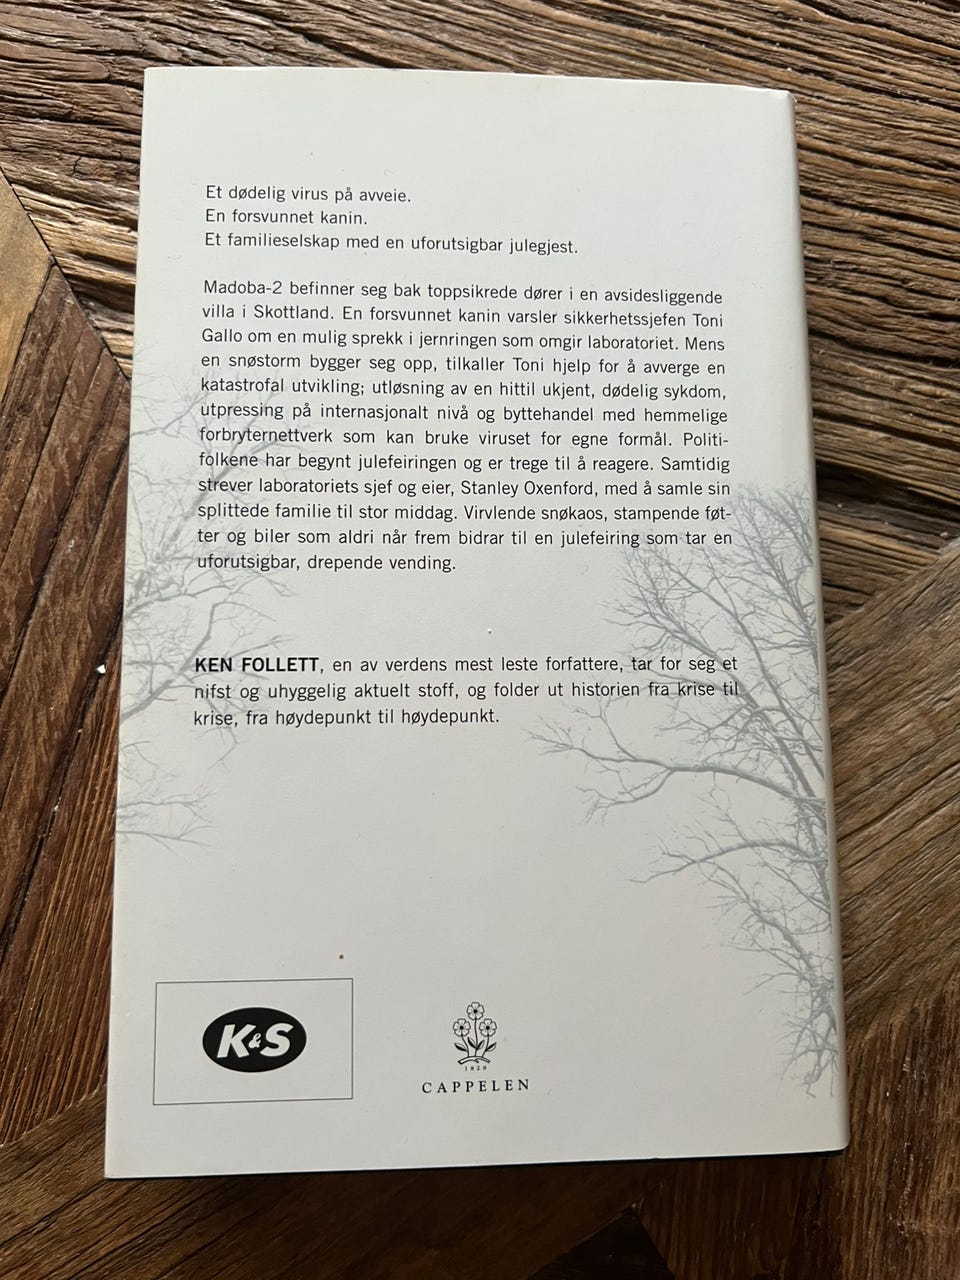 Et dødelig virus på avveie.
En forsvunnet kanin.
Et familieselskap med en uforutsigbar julegjest.
Madoba-2 befinner seg bak toppsikrede dører i en avsidesliggende
villa i Skottland. En forsvunnet kanin varsler sikkerhetssjefen Toni
Gallo om en mulig sprekk i jernringen som omgir laboratoriet. Mens
en snøstorm bygger seg opp, tilkaller Toni hjelp for å avverge en
katastrofal utvikling; utløsning av en hittil ukjent, dødelig sykdom,
utpressing på internasjonalt nivå og byttehandel med hemmelige
forbryternettverk som kan bruke viruset for egne formål. Politi-
folkene har begynt julefeiringen og er trege til å reagere. Samtidig
strever laboratoriets sjef og eier, Stanley Oxenford, med å samle sin
splittede familie til stor middag. Virvlende snøkaos, stampende føt-
ter og biler som aldri når frem bidrar til en julefeiring som tar en
uforutsigbar, drepende vending.
KEN FOLLETT, en av verdens mest leste forfattere, tar for seg et
nifst og uhyggelig aktuelt stoff, og folder ut historien fra krise til
krise, fra høydepunkt til høydepunkt.
K&S
1829
CAPPELEN